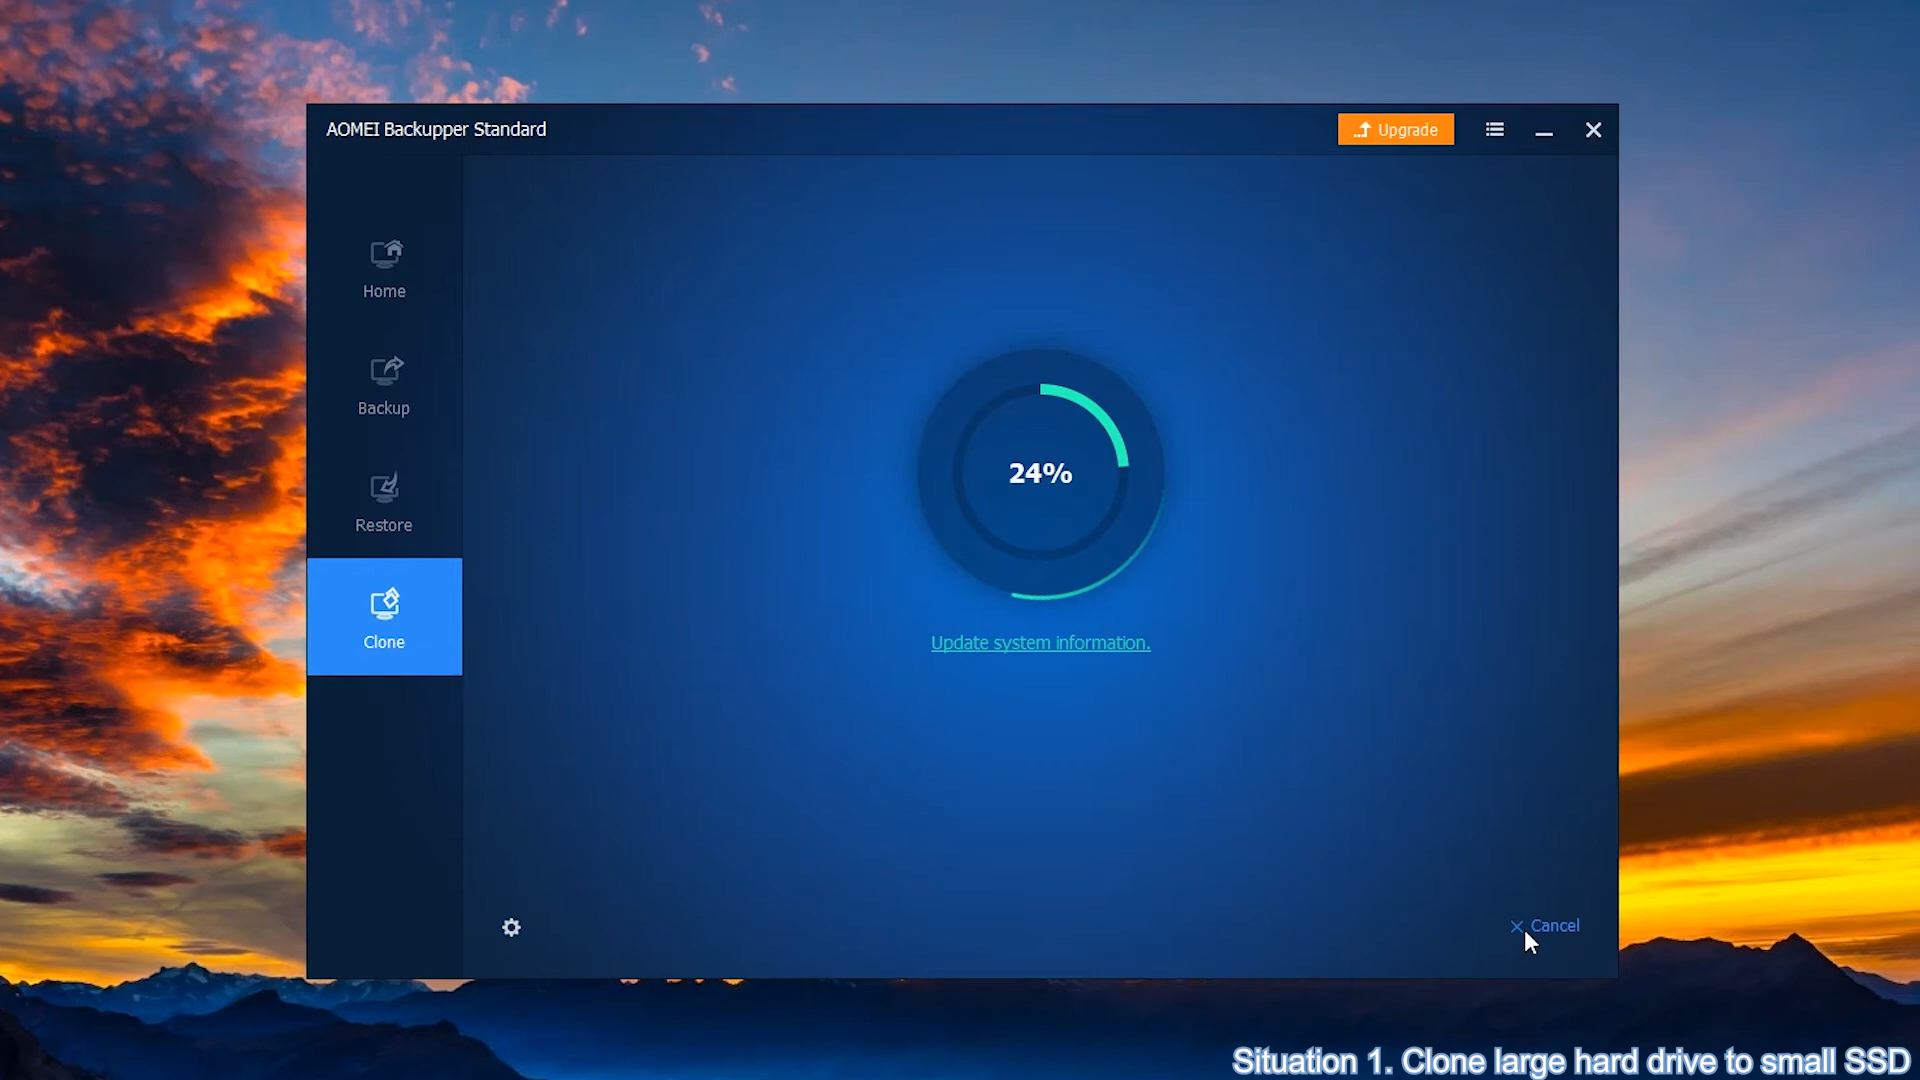 AOMEI Backupper Standard
Upgrade
Home
Backup
Restore
Clone
24%
Update system information.
Cancel
Situation 1. Clone large hard drive to small SSD